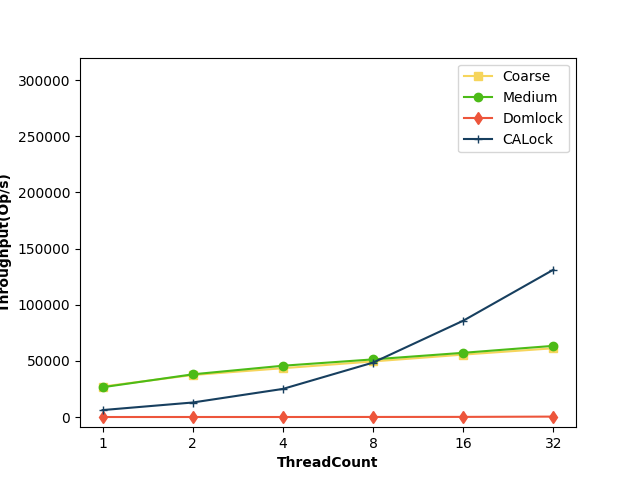 Coarse
Medium
Domlock
CALock
Throughput(Op/s)
300000
250000
200000
150000
100000
50000
0
1 2 4 8 16 32
ThreadCount